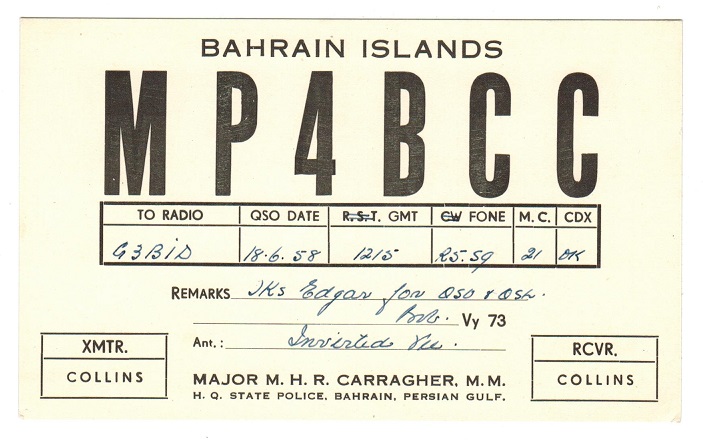 BAHRAIN ISLANDS
MP4BCC
TO RADIO QSO DATE R.S.T. GMT CW FONE M.C. CDX
G3BID 18.6.58 1215 R5.S9 21 OK
REMARKS Tks Edgar for QSO & QSL.
Bob. Vy 73
Ant.: Inverted Vee.
XMTR.
COLLINS
RCVR.
COLLINS
MAJOR M. H. R. CARRAGHER, M.M.
H. Q. STATE POLICE, BAHRAIN, PERSIAN GULF.